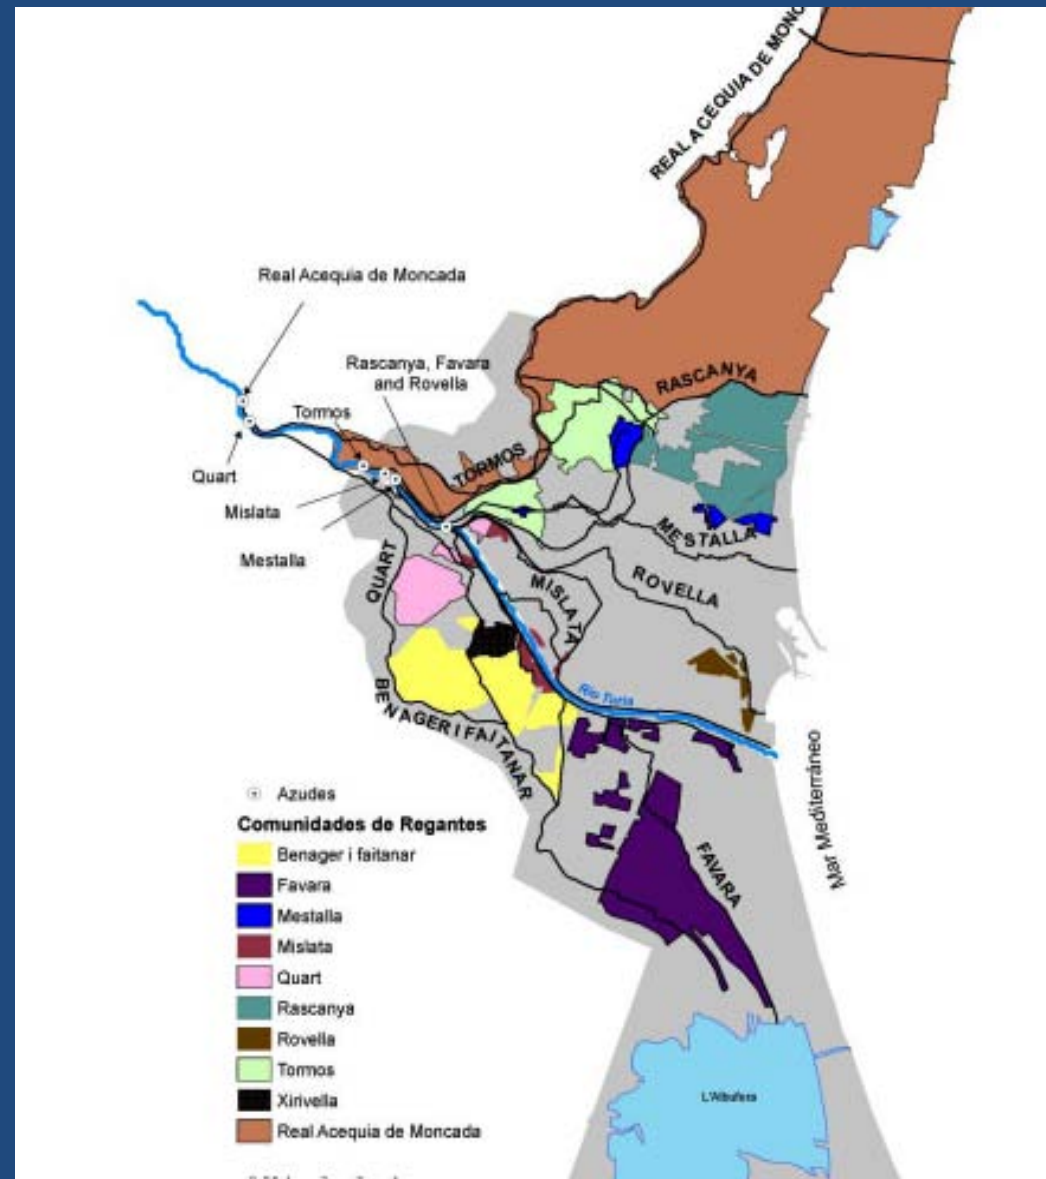 REAL ACEQUIA DE MONC
Real Acequia de Moncada
Rascanya, Favara
and Rovella
RASCANYA
Tormos
TORMOS
Quart
Mislata
MESTALLA
Mestalla
QUART
MISLATA
ROVELLA
Río Turia
BENAGER I FAITANAR
Mar Mediterráneo
FAVARA
Azudes
Comunidades de Regantes
Benager i faitanar
Favara
Mestalla
Mislata
Quart
Rascanya
Rovella
Tormos
Xirivella
Real Acequia de Moncada
L'Albufera